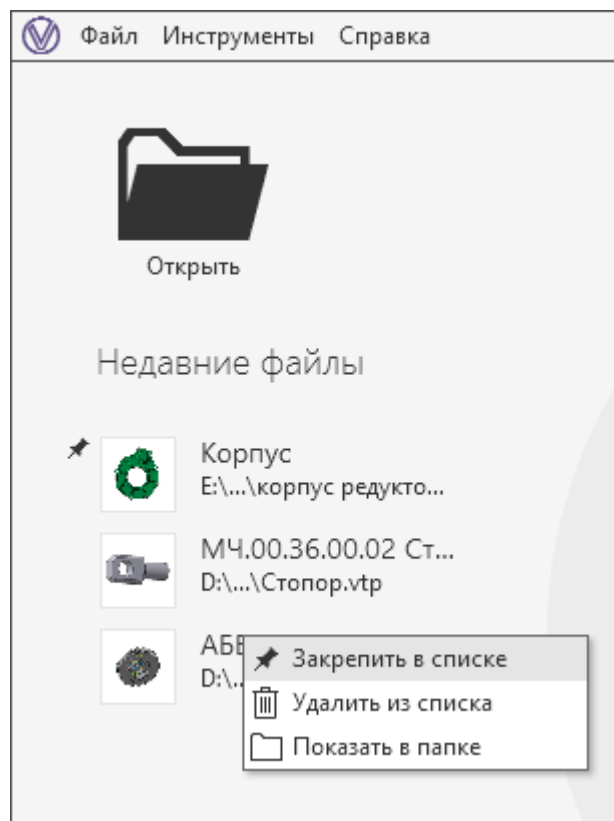 Файл Инструменты Справка
Открыть
Недавние файлы
Корпус
E:\...\корпус редукто...
МЧ.00.36.00.02 Ст...
D:\...\Стопор.vtp
D:\..
Закрепить в списке
Удалить из списка
Показать в папке